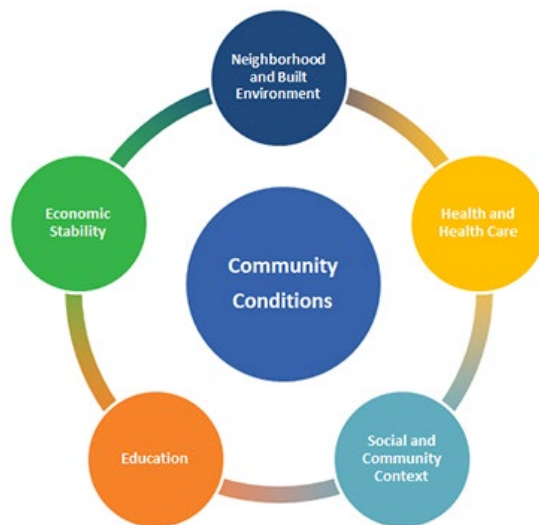 Neighborhood
and Built
Environment
Economic
Stability
Health and
Health Care
Community
Conditions
Education
Social and
Community
Context